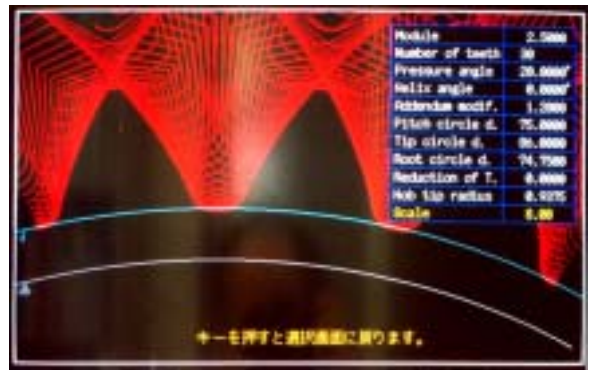 Module 2.5000
Number of teeth 30
Pressure angle 20.0000°
Helix angle 0.0000°
Addendum modif. 1.2000
Pitch circle d. 75.0000
Tip circle d. 86.0000
Root circle d. 74.7500
Reduction of T. 0.0000
Hob tip radius 0.9375
Scale 8.00
キーを押すと選択画面に戻ります。